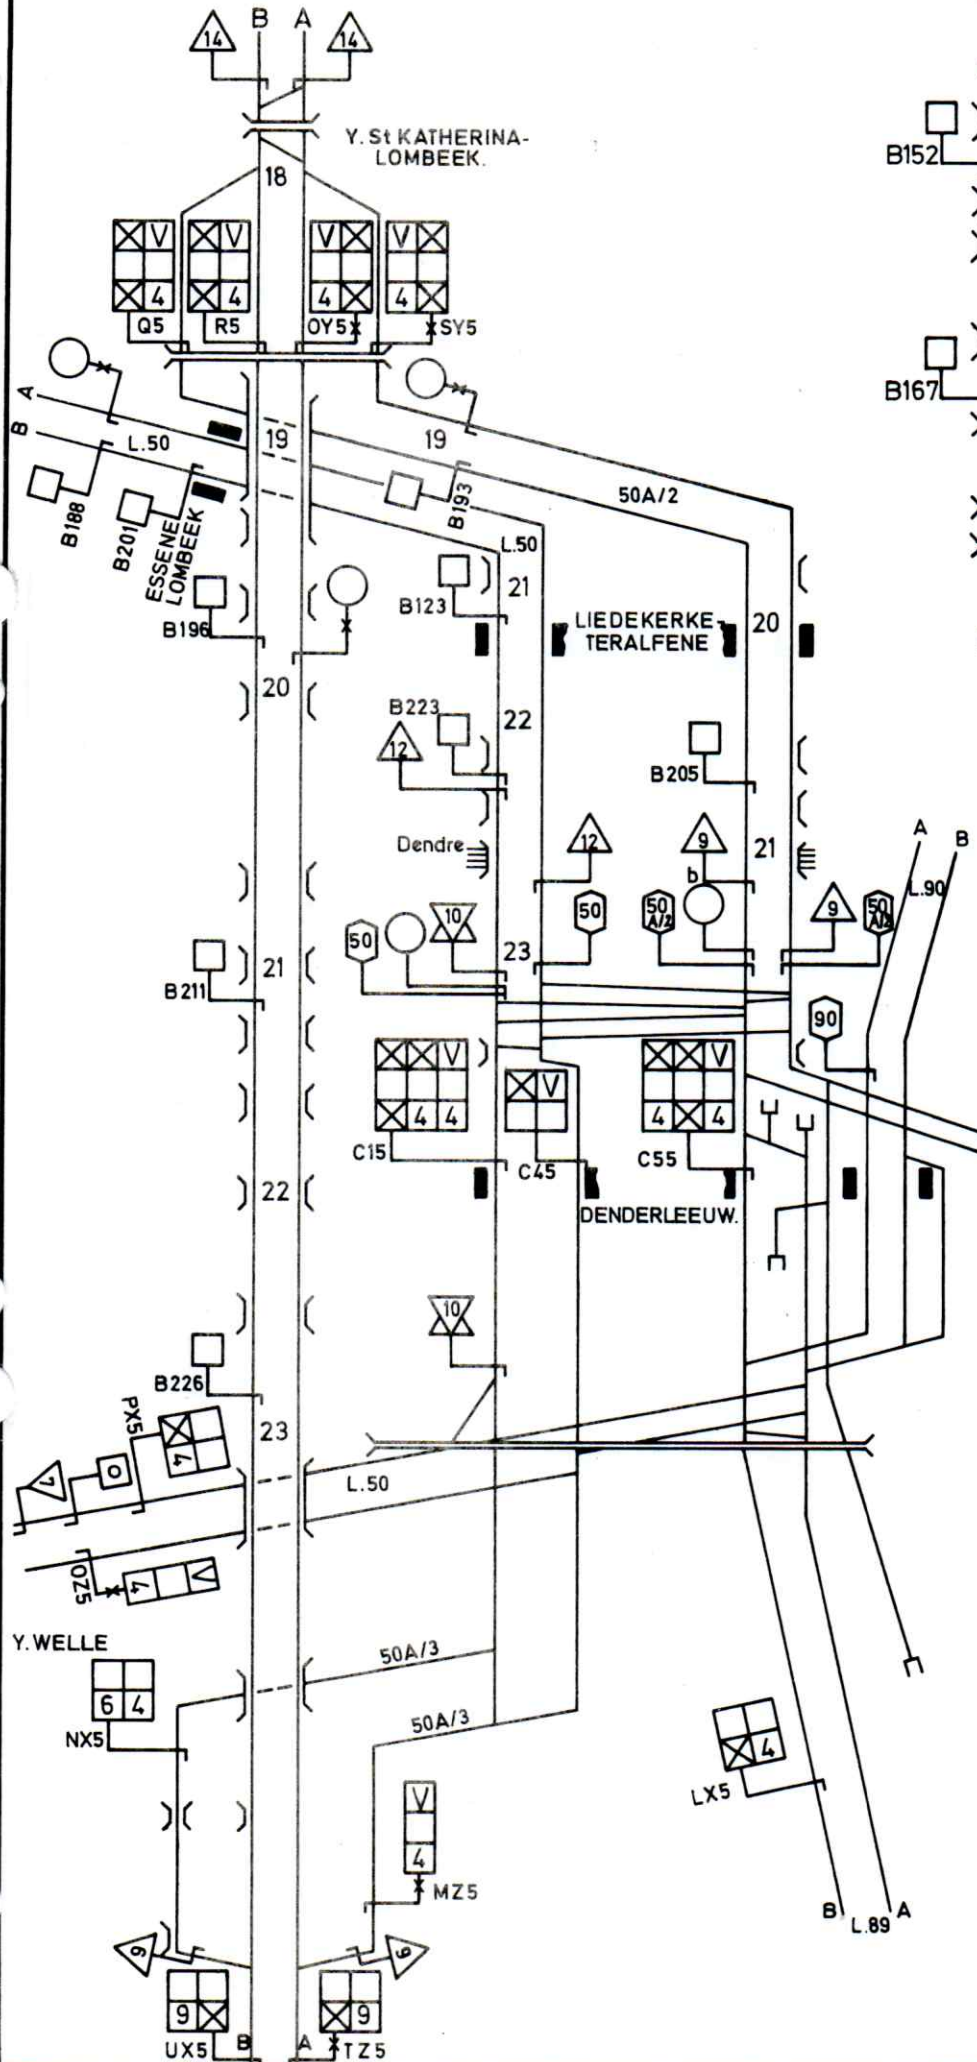 B A
14 14
Y. St KATHERINA-
LOMBEEK.
18
B152
V V V V
4 4 4 4
Q5 R5 OY5 SY5
B167
A
B
L.50
19
19
50A/2
B188
B201
ESSENE
LOMBEEK
B193
L.50
B196
B123
21
LIEDEKERKE-
TERALFENE
20
20
B223
22
12
B205
Dendre
12
9
21
A B
L.90
b
50
10
23
50
50
A/2
9
50
A/2
B211
21
90
V
4 4
C15
V
C45
V
4 4
C55
22
DENDERLEEUW.
10
B226
PX5
4
23
7
0
L.50
OZ5
4 V
Y. WELLE
6 4
NX5
50A/3
50A/3
4
LX5
V
4
MZ5
B L.89 A
9 9
9 9
UX5 B A TZ5